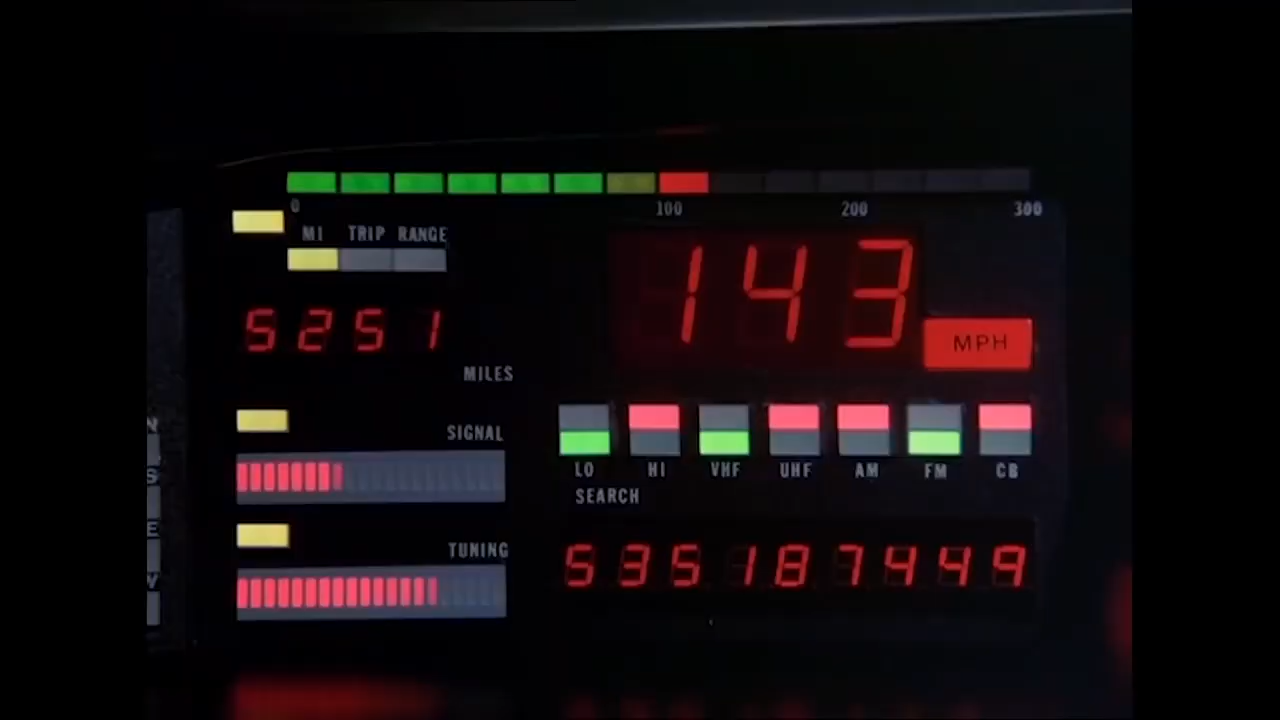 0 100 200 300
MI TRIP RANGE
143
MPH
5251
MILES
SIGNAL
LO HI VHF UHF AM FM CB
SEARCH
TUNING
535187449
N
S
E
W